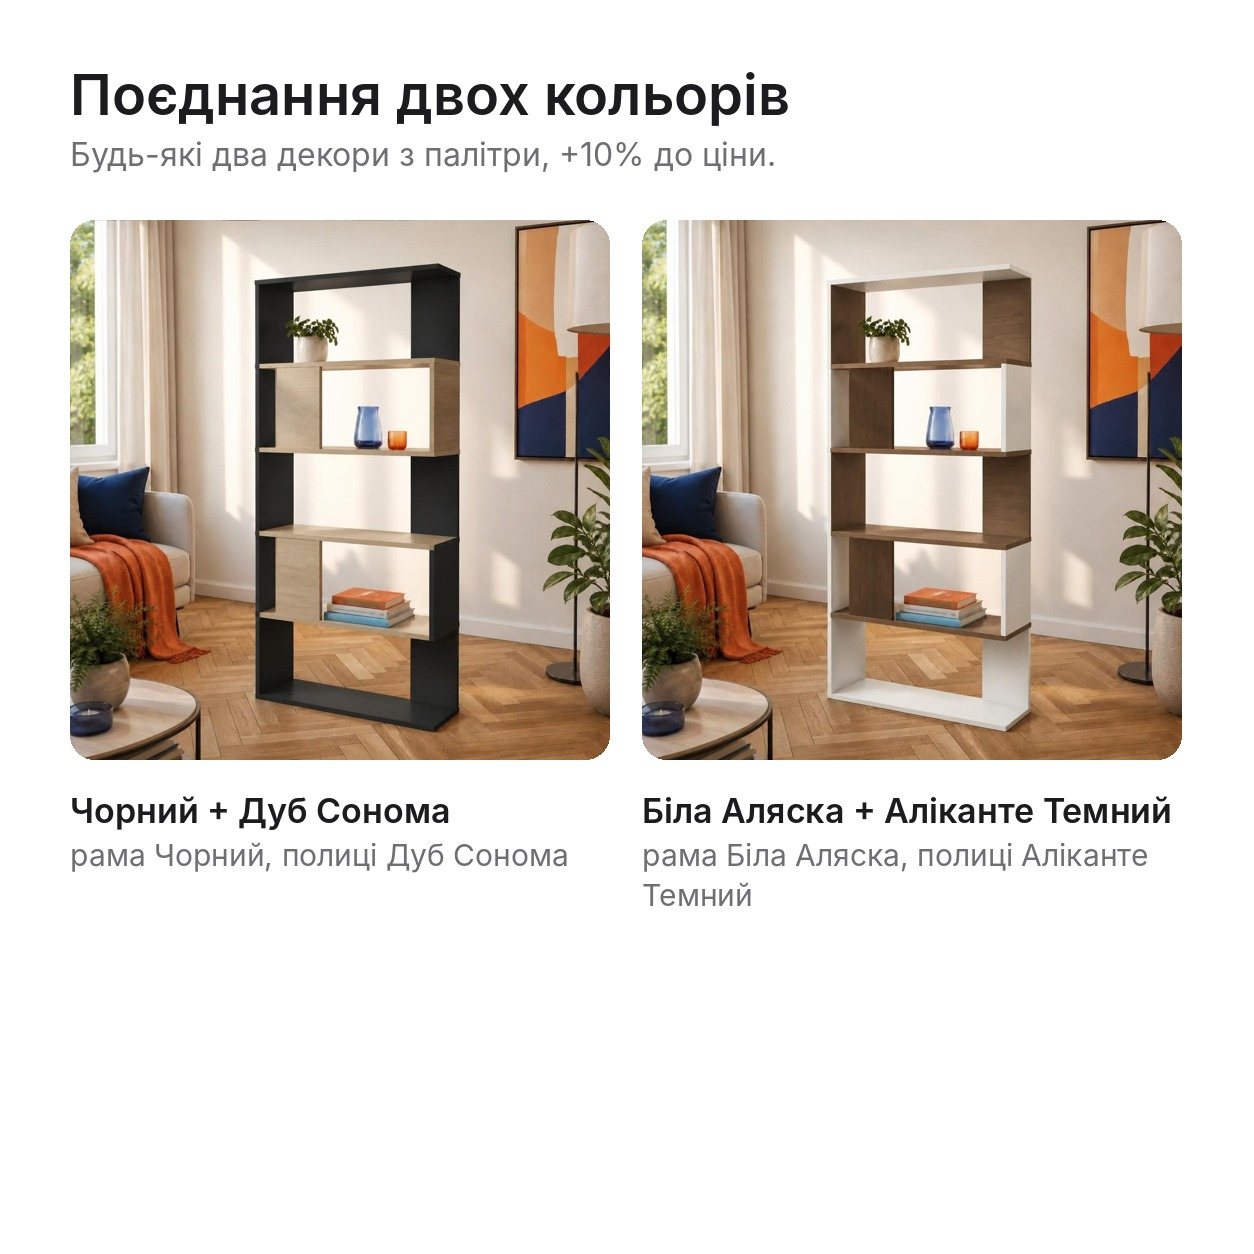 Поєднання двох кольорів
Будь-які два декори з палітри, +10% до ціни.
Чорний + Дуб Сонома
рама Чорний, полиці Дуб Сонома
Біла Аляска + Аліканте Темний
рама Біла Аляска, полиці Аліканте
Темний